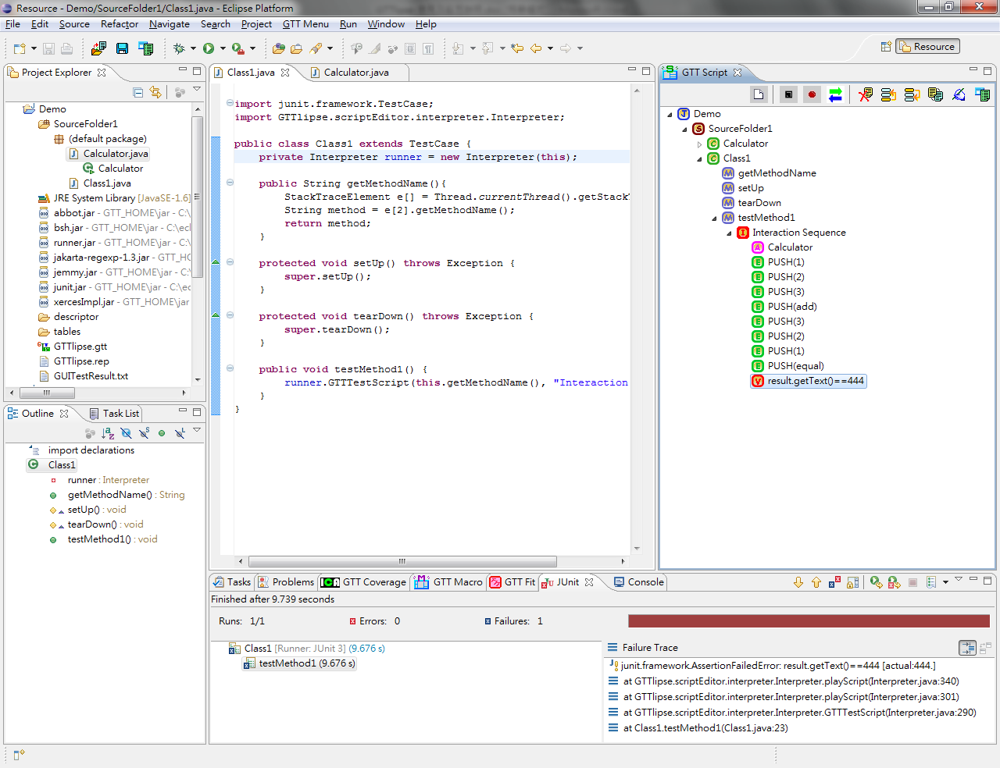 Resource - Demo/SourceFolder1/Class1.java - Eclipse Platform
File Edit Source Refactor Navigate Search Project GTT Menu Run Window Help
Resource
Project Explorer
Demo
SourceFolder1
(default package)
Calculator.java
Calculator
Class1.java
JRE System Library [JavaSE-1.6]
abbot.jar - GTT_HOME\jar - C:\
bsh.jar - GTT_HOME\jar - C:\ec
runner.jar - GTT_HOME\jar - C:
jakarta-regexp-1.3.jar - GTT_HO
jemmy.jar - GTT_HOME\jar - C:\
junit.jar - GTT_HOME\jar - C:\ec
xercesImpl.jar - GTT_HOME\jar
descriptor
tables
GTTlipse.gtt
GTTlipse.rep
GUITestResult.txt
Outline Task List
import declarations
Class1
runner : Interpreter
getMethodName() : String
setUp() : void
tearDown() : void
testMethod1() : void
Class1.java Calculator.java
import junit.framework.TestCase;
import GTTlipse.scriptEditor.interpreter.Interpreter;
public class Class1 extends TestCase {
private Interpreter runner = new Interpreter(this);
public String getMethodName(){
StackTraceElement e[] = Thread.currentThread().getStack
String method = e[2].getMethodName();
return method;
}
protected void setUp() throws Exception {
super.setUp();
}
protected void tearDown() throws Exception {
super.tearDown();
}
public void testMethod1() {
runner.GTTTestScript(this.getMethodName(), "Interaction
}
}
GTT Script
Demo
SourceFolder1
Calculator
Class1
getMethodName
setUp
tearDown
testMethod1
Interaction Sequence
Calculator
PUSH(1)
PUSH(2)
PUSH(3)
PUSH(add)
PUSH(3)
PUSH(2)
PUSH(1)
PUSH(equal)
result.getText()==444
Tasks Problems GTT Coverage GTT Macro GTT Fit JUnit Console
Finished after 9.739 seconds
Runs: 1/1 Errors: 0 Failures: 1
Class1 [Runner: JUnit 3] (9.676 s)
testMethod1 (9.676 s)
Failure Trace
junit.framework.AssertionFailedError: result.getText()==444 [actual:444.]
at GTTlipse.scriptEditor.interpreter.Interpreter.playScript(Interpreter.java:340)
at GTTlipse.scriptEditor.interpreter.Interpreter.playScript(Interpreter.java:301)
at GTTlipse.scriptEditor.interpreter.Interpreter.GTTTestScript(Interpreter.java:290)
at Class1.testMethod1(Class1.java:23)